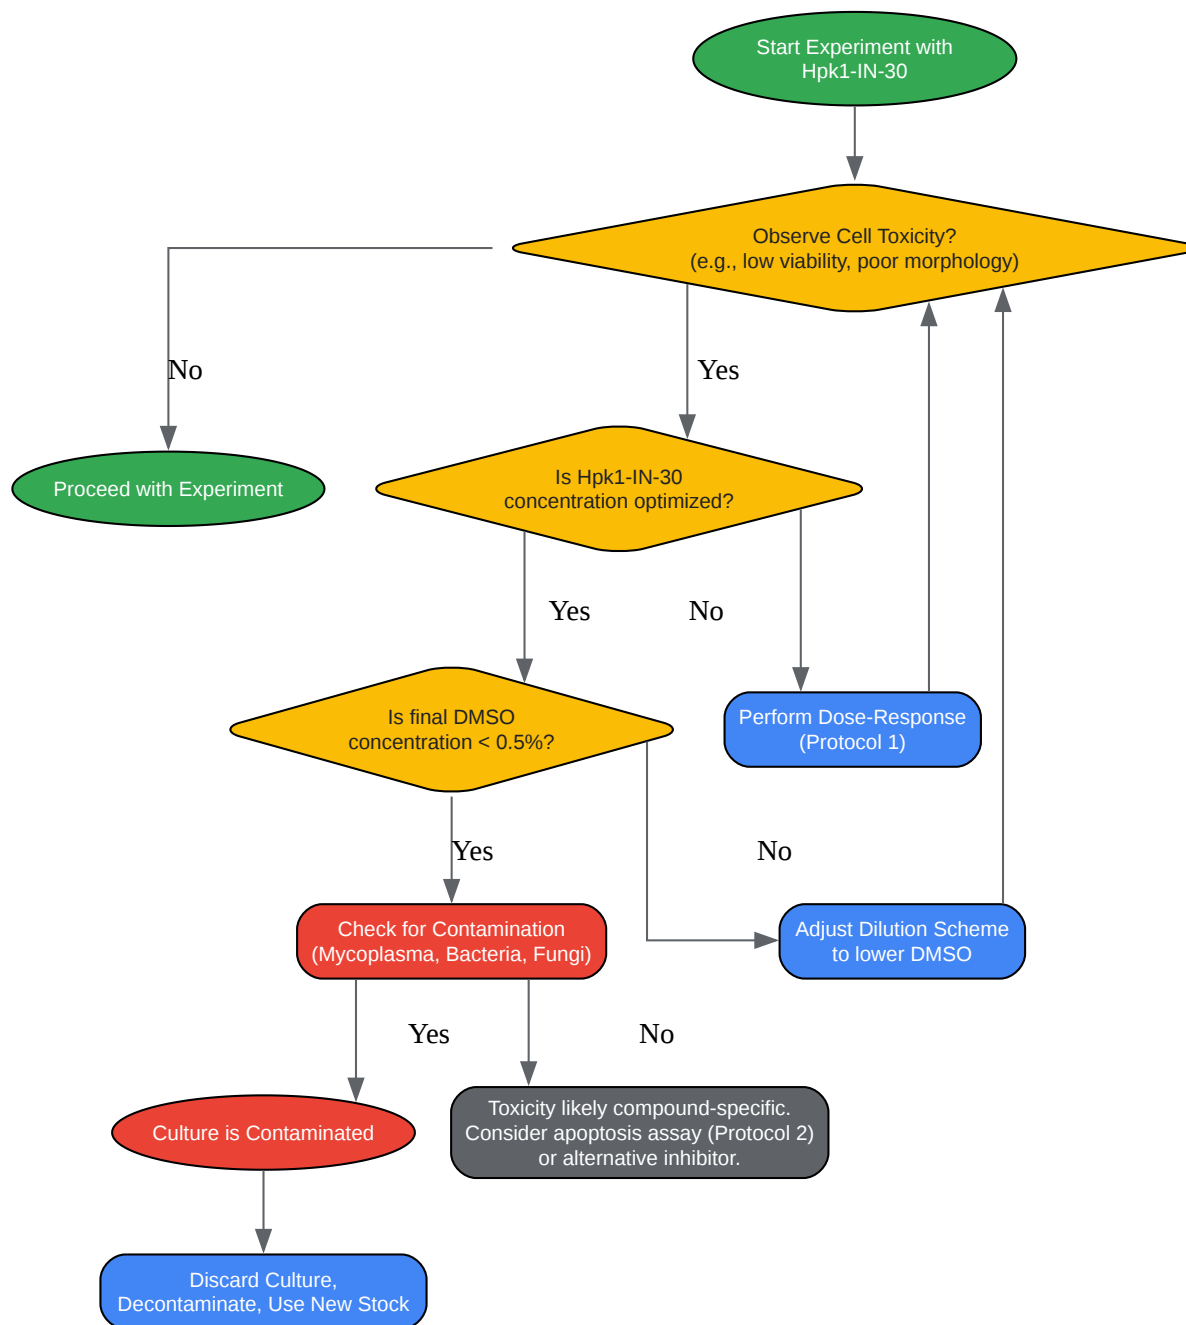 Start Experiment with
Hpk1-IN-30
Observe Cell Toxicity?
(e.g., low viability, poor morphology)
No
Yes
Proceed with Experiment
Is Hpk1-IN-30
concentration optimized?
Yes
No
Is final DMSO
concentration < 0.5%?
Perform Dose-Response
(Protocol 1)
Yes
No
Check for Contamination
(Mycoplasma, Bacteria, Fungi)
Adjust Dilution Scheme
to lower DMSO
Yes
No
Culture is Contaminated
Toxicity likely compound-specific.
Consider apoptosis assay (Protocol 2)
or alternative inhibitor.
Discard Culture,
Decontaminate, Use New Stock